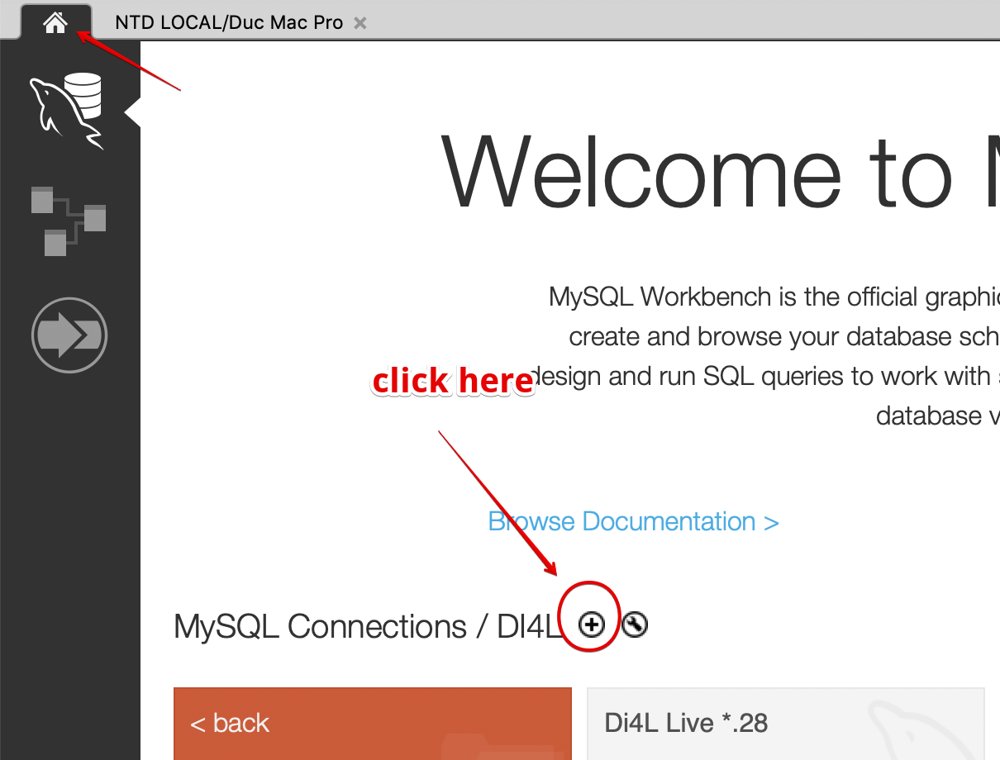 NTD LOCAL/Duc Mac Pro
Welcome to
MySQL Workbench is the official graphic
create and browse your database sch
click here
design and run SQL queries to work with
database
Browse Documentation >
MySQL Connections / DI4L
< back
Di4L Live *.28